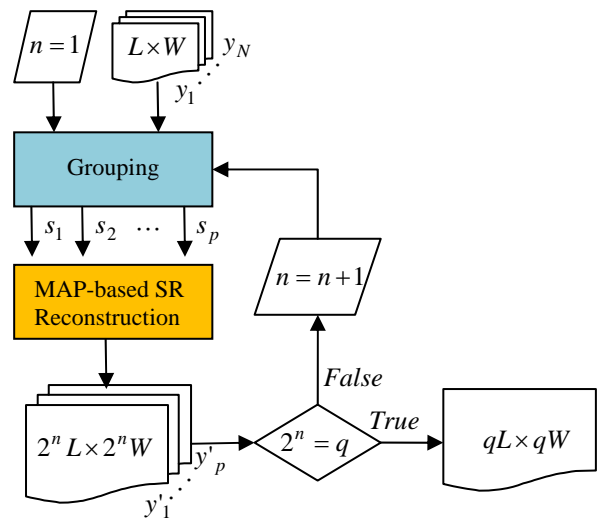 n = 1
L × W
y_N
y_1
Grouping
s_1 s_2 ... s_p
n = n + 1
MAP-based SR
Reconstruction
False
True
2^n L × 2^n W
y'_p
y'_1
2^n = q
qL × qW